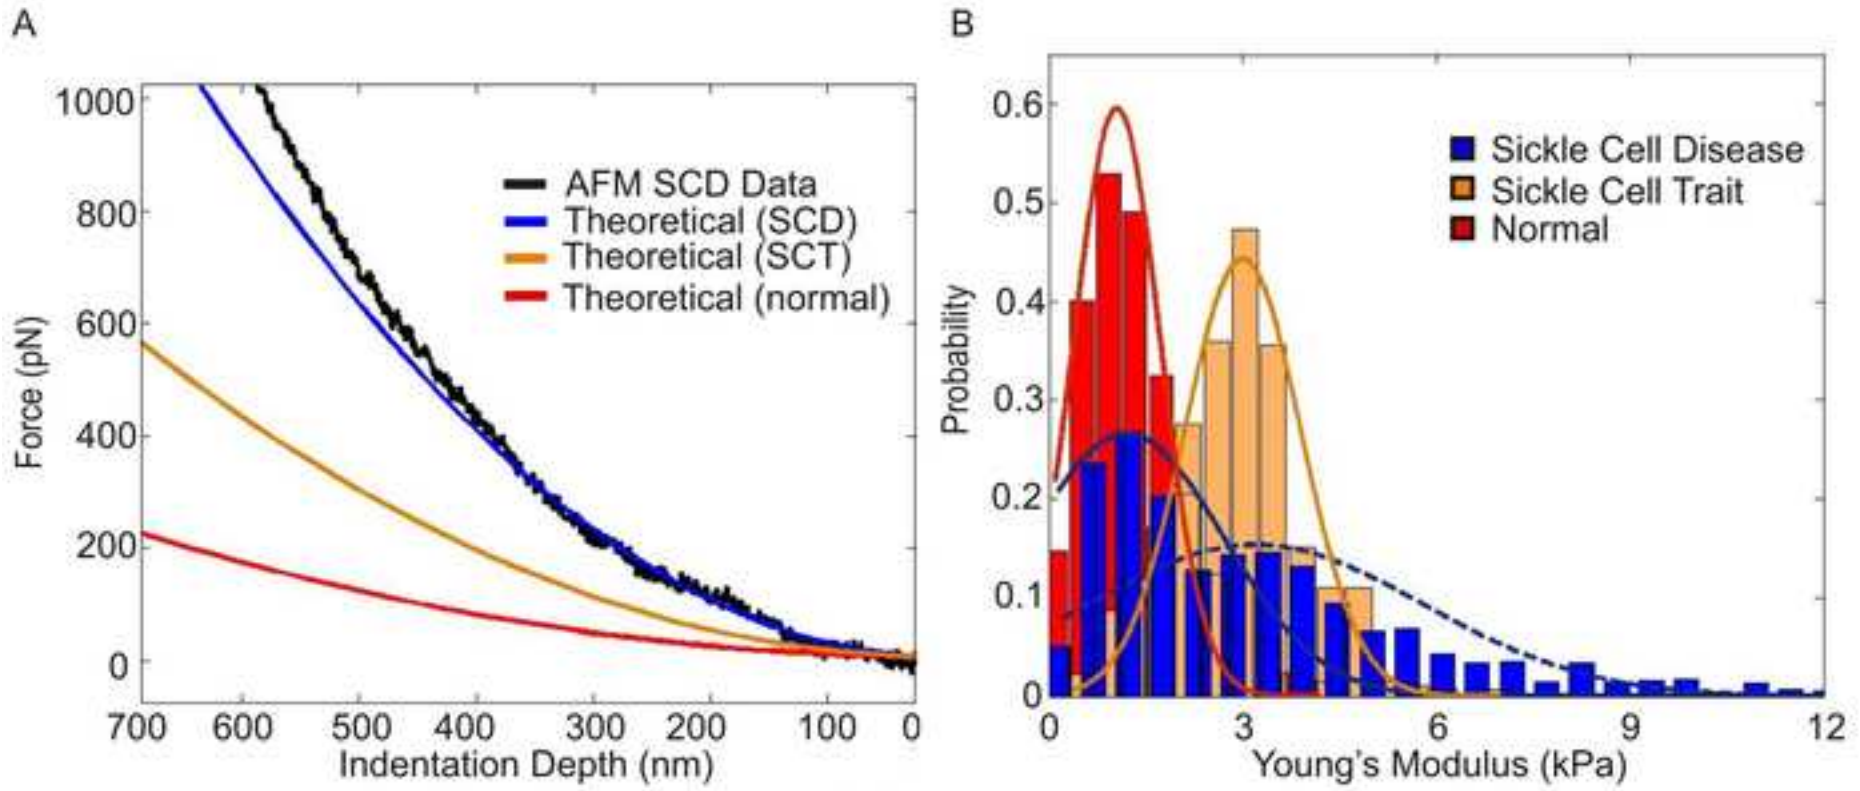 A
1000
800
600
400
200
0
Force (pN)
AFM SCD Data
Theoretical (SCD)
Theoretical (SCT)
Theoretical (normal)
700 600 500 400 300 200 100 0
Indentation Depth (nm)
B
0.6
0.5
0.4
0.3
0.2
0.1
0
Probability
Sickle Cell Disease
Sickle Cell Trait
Normal
0 3 6 9 12
Young's Modulus (kPa)